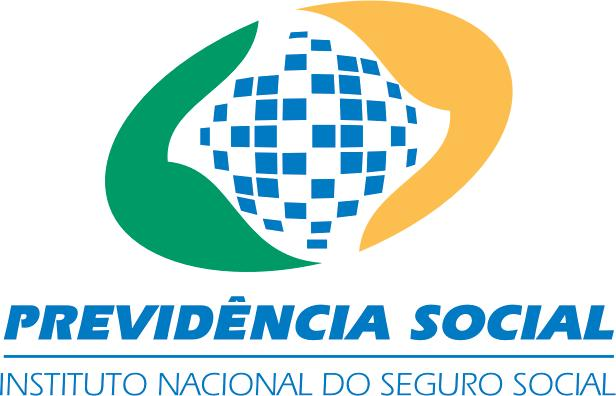 PREVIDÊNCIA SOCIAL
INSTITUTO NACIONAL DO SEGURO SOCIAL